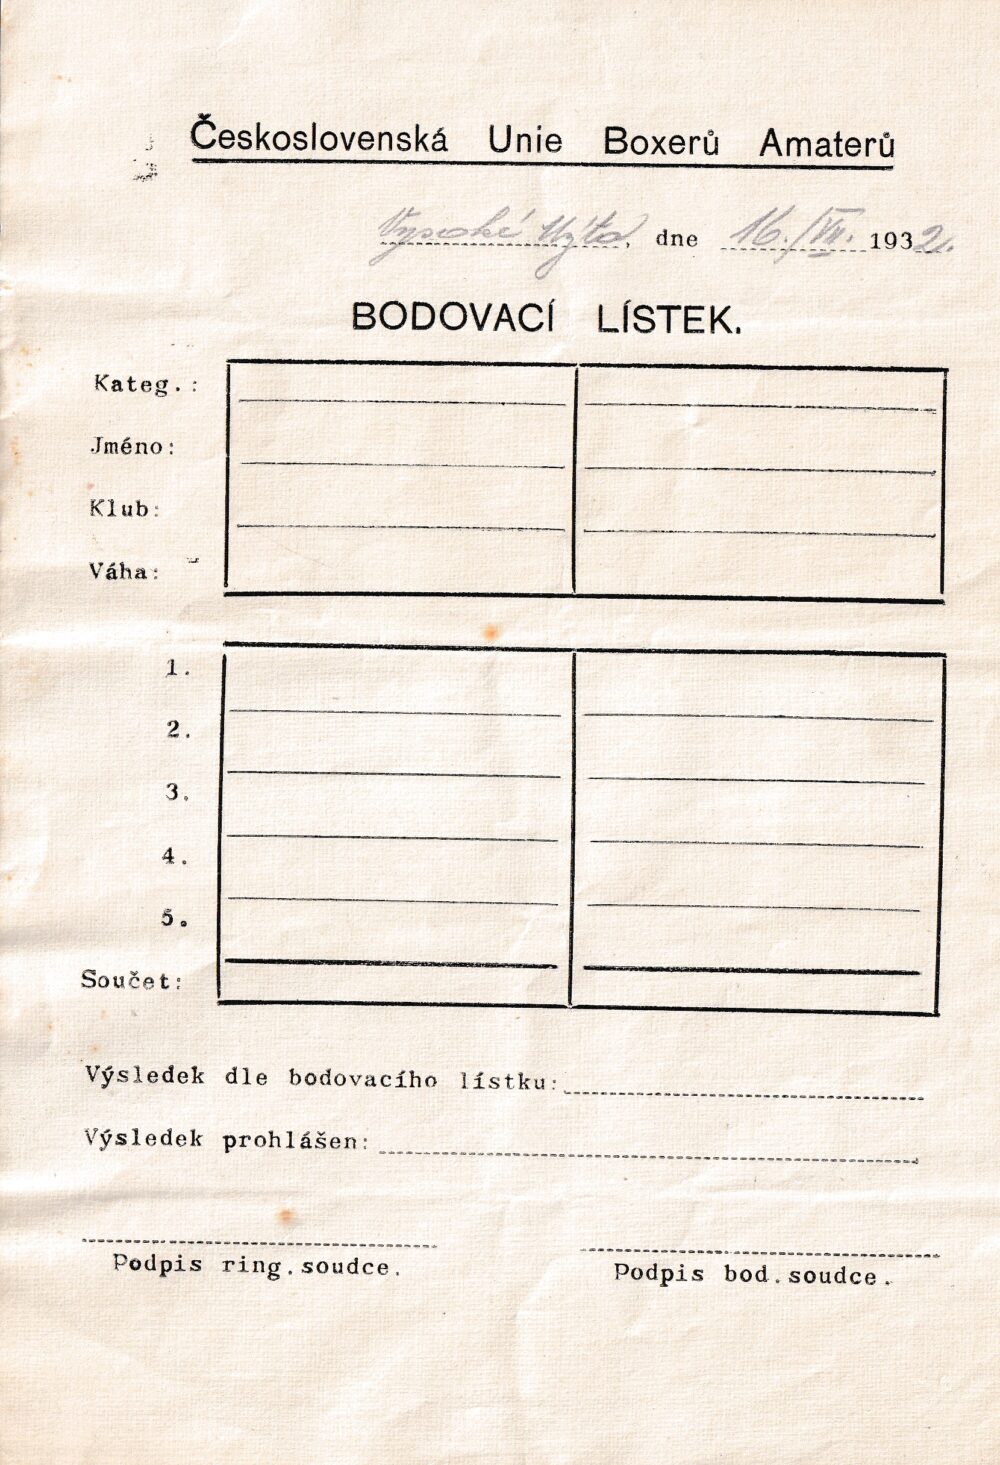 Československá Unie Boxerů Amaterů
Vysoké Mýto, dne 16./VII. 1932.
BODOVACÍ LÍSTEK.
Kateg.:
Jméno:
Klub:
Váha:
1.
2.
3.
4.
5.
Součet:
Výsledek dle bodovacího lístku:
Výsledek prohlášen:
Podpis ring.soudce.
Podpis bod.soudce.